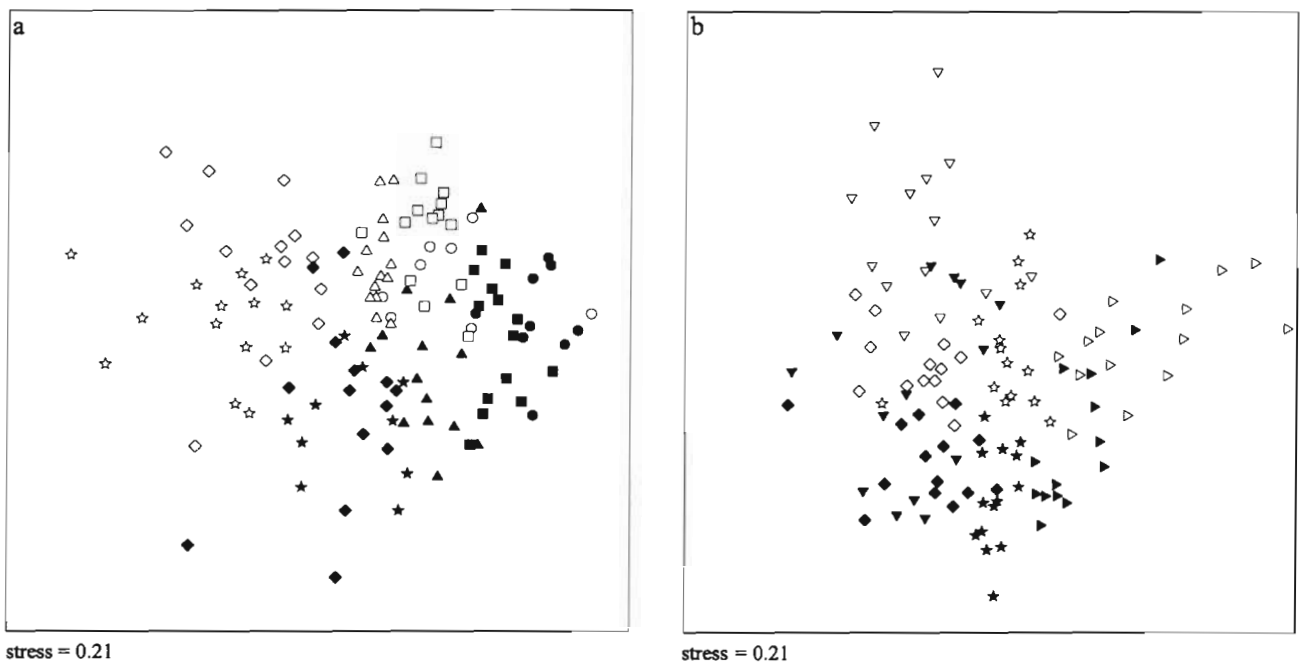 a
b
stress = 0.21
stress = 0.21